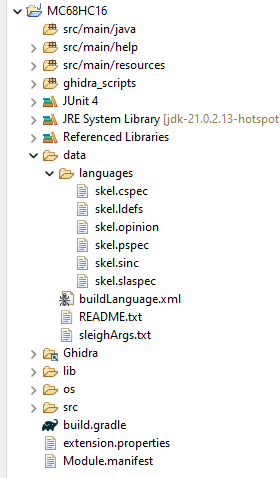 MC68HC16
src/main/java
src/main/help
src/main/resources
ghidra_scripts
JUnit 4
JRE System Library [jdk-21.0.2.13-hotspot
Referenced Libraries
data
languages
skel.cspec
skel.ldefs
skel.opinion
skel.pspec
skel.sinc
skel.slaspec
buildLanguage.xml
README.txt
sleighArgs.txt
Ghidra
lib
os
src
build.gradle
extension.properties
Module.manifest